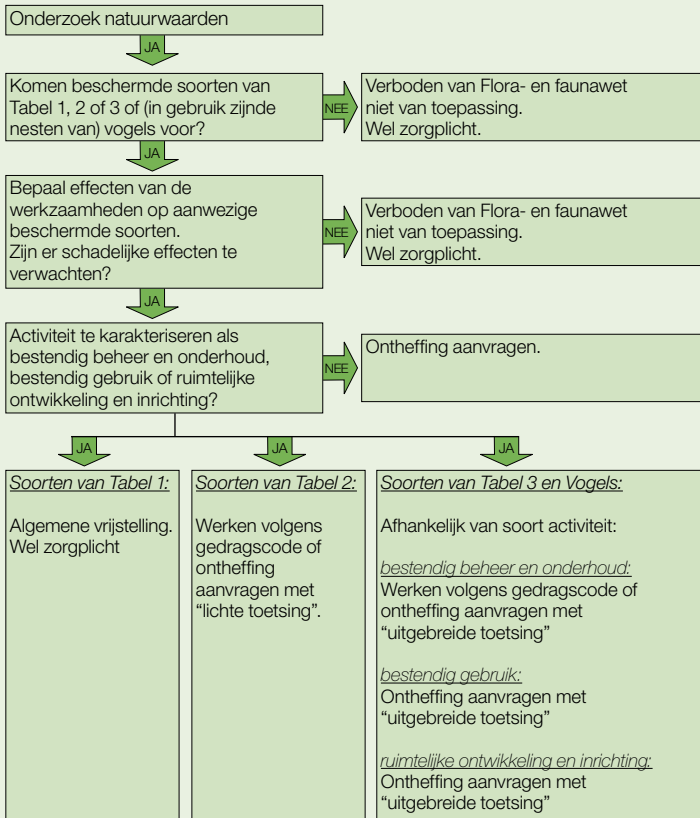 Onderzoek natuurwaarden
JA
Komen beschermde soorten van
Tabel 1, 2 of 3 of (in gebruik zijnde
nesten van) vogels voor?
NEE
Verboden van Flora- en faunawet
niet van toepassing.
Wel zorgplicht.
JA
Bepaal effecten van de
werkzaamheden op aanwezige
beschermde soorten.
Zijn er schadelijke effecten te
verwachten?
NEE
Verboden van Flora- en faunawet
niet van toepassing.
Wel zorgplicht.
JA
Activiteit te karakteriseren als
bestendig beheer en onderhoud,
bestendig gebruik of ruimtelijke
ontwikkeling en inrichting?
NEE
Ontheffing aanvragen.
JA
JA
JA
Soorten van Tabel 1:
Algemene vrijstelling.
Wel zorgplicht
Soorten van Tabel 2:
Werken volgens
gedragscode of
ontheffing
aanvragen met
“lichte toetsing”.
Soorten van Tabel 3 en Vogels:
Afhankelijk van soort activiteit:
bestendig beheer en onderhoud:
Werken volgens gedragscode of
ontheffing aanvragen met
“uitgebreide toetsing”
bestendig gebruik:
Ontheffing aanvragen met
“uitgebreide toetsing”
ruimtelijke ontwikkeling en inrichting:
Ontheffing aanvragen met
“uitgebreide toetsing”